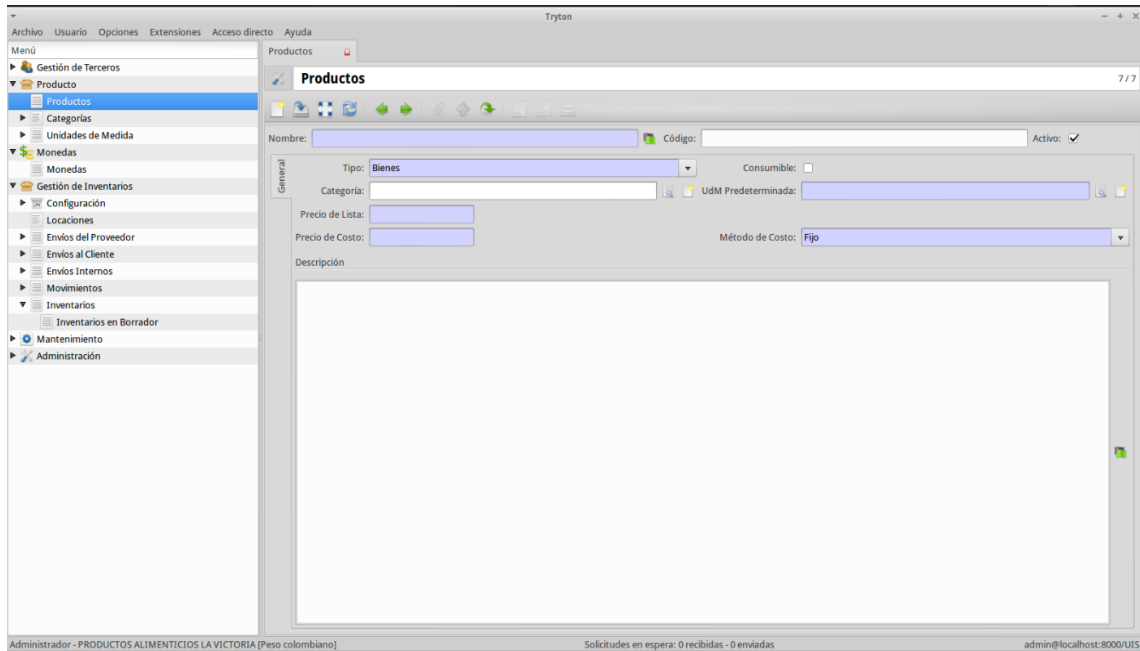 Tryton
Archivo Usuario Opciones Extensiones Acceso directo Ayuda
Menú
Gestión de Terceros
Producto
Productos
Categorías
Unidades de Medida
Monedas
Monedas
Gestión de Inventarios
Configuración
Locaciones
Envíos del Proveedor
Envíos al Cliente
Envíos Internos
Movimientos
Inventarios
Inventarios en Borrador
Mantenimiento
Administración
Productos
Productos 7/7
Nombre: Código: Activo:
General
Tipo: Bienes Consumible:
Categoría: UdM Predeterminada:
Precio de Lista:
Precio de Costo: Método de Costo: Fijo
Descripción
Administrador - PRODUCTOS ALIMENTICIOS LA VICTORIA [Peso colombiano] Solicitudes en espera: 0 recibidas - 0 enviadas admin@localhost:8000/UIS